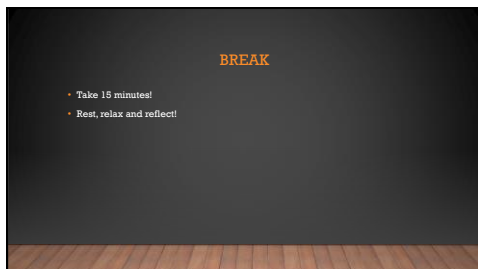 BREAK
• Take 15 minutes!
• Rest, relax and reflect!